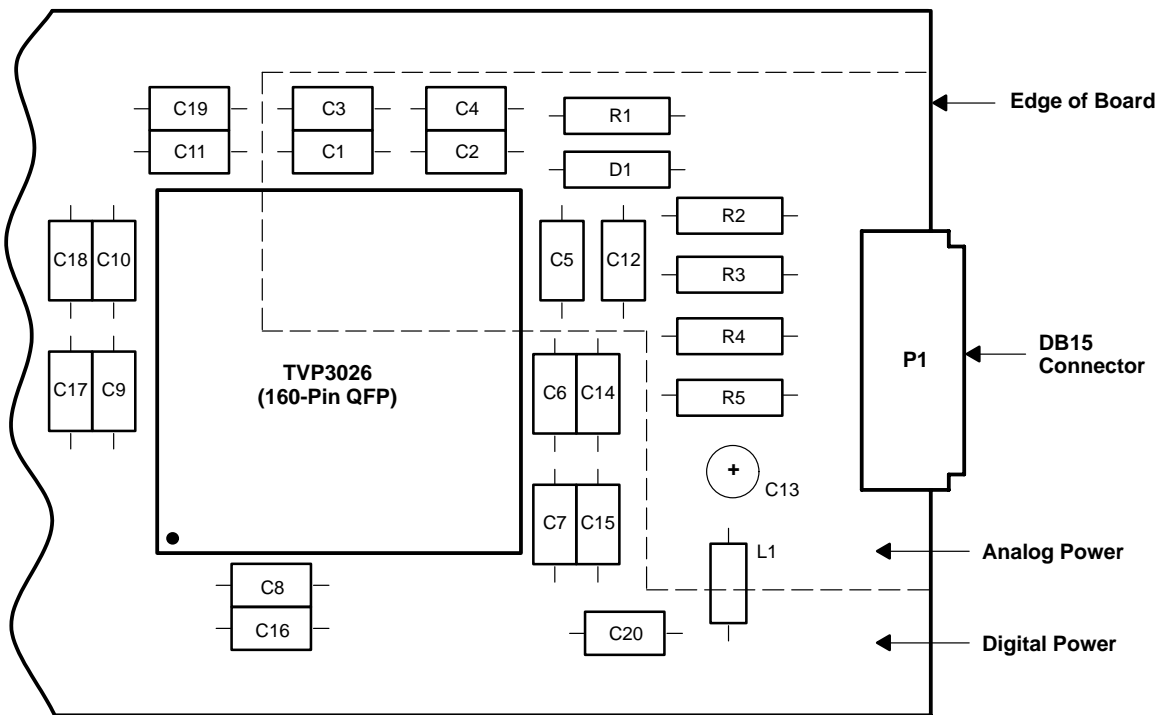 C19
C3
C4
R1
Edge of Board
C11
C1
C2
D1
R2
C18
C10
C5
C12
R3
R4
DB15
Connector
P1
TVP3026
(160-Pin QFP)
C17
C9
C6
C14
R5
+
C13
C7
C15
L1
Analog Power
C8
C16
C20
Digital Power